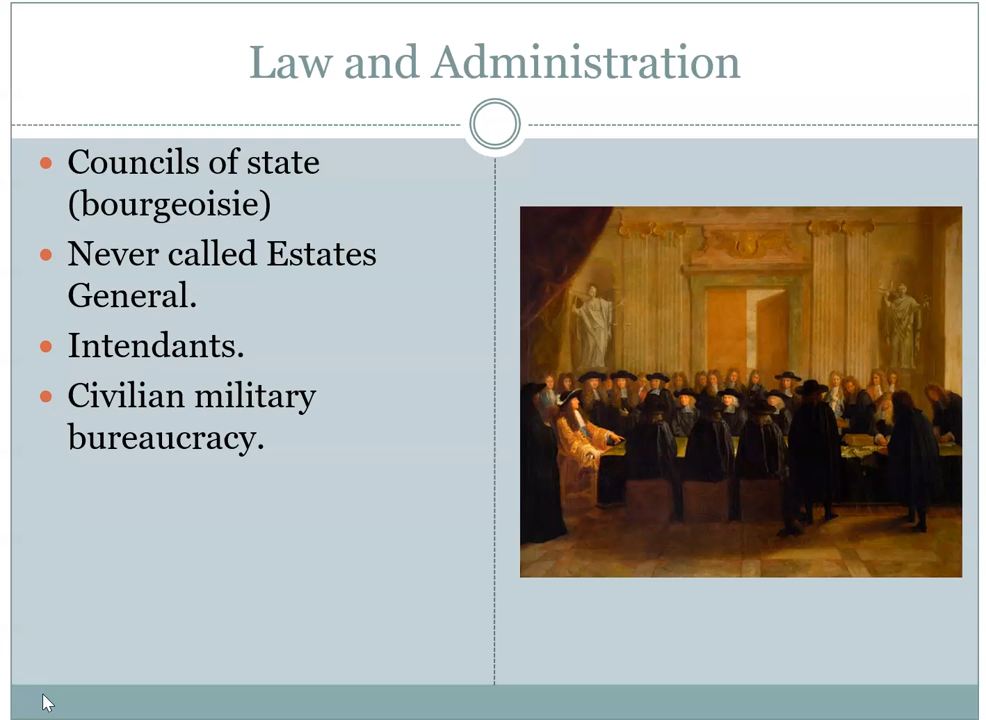 Law and Administration
Councils of state
(bourgeoisie)
Never called Estates
General.
Intendants.
Civilian military
bureaucracy.